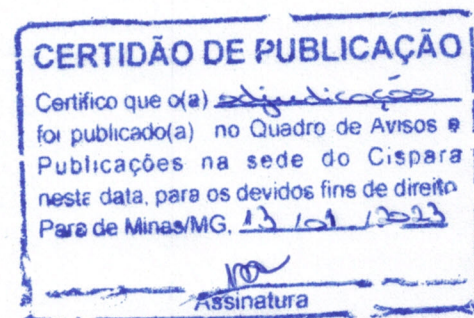 CERTIDÃO DE PUBLICAÇÃO
Certifico que o(a) adjudicação
foi publicado(a) no Quadro de Avisos e
Publicações na sede do Cispara
nesta data, para os devidos fins de direito
Para de Minas/MG, 13 / 01 / 2023
Assinatura